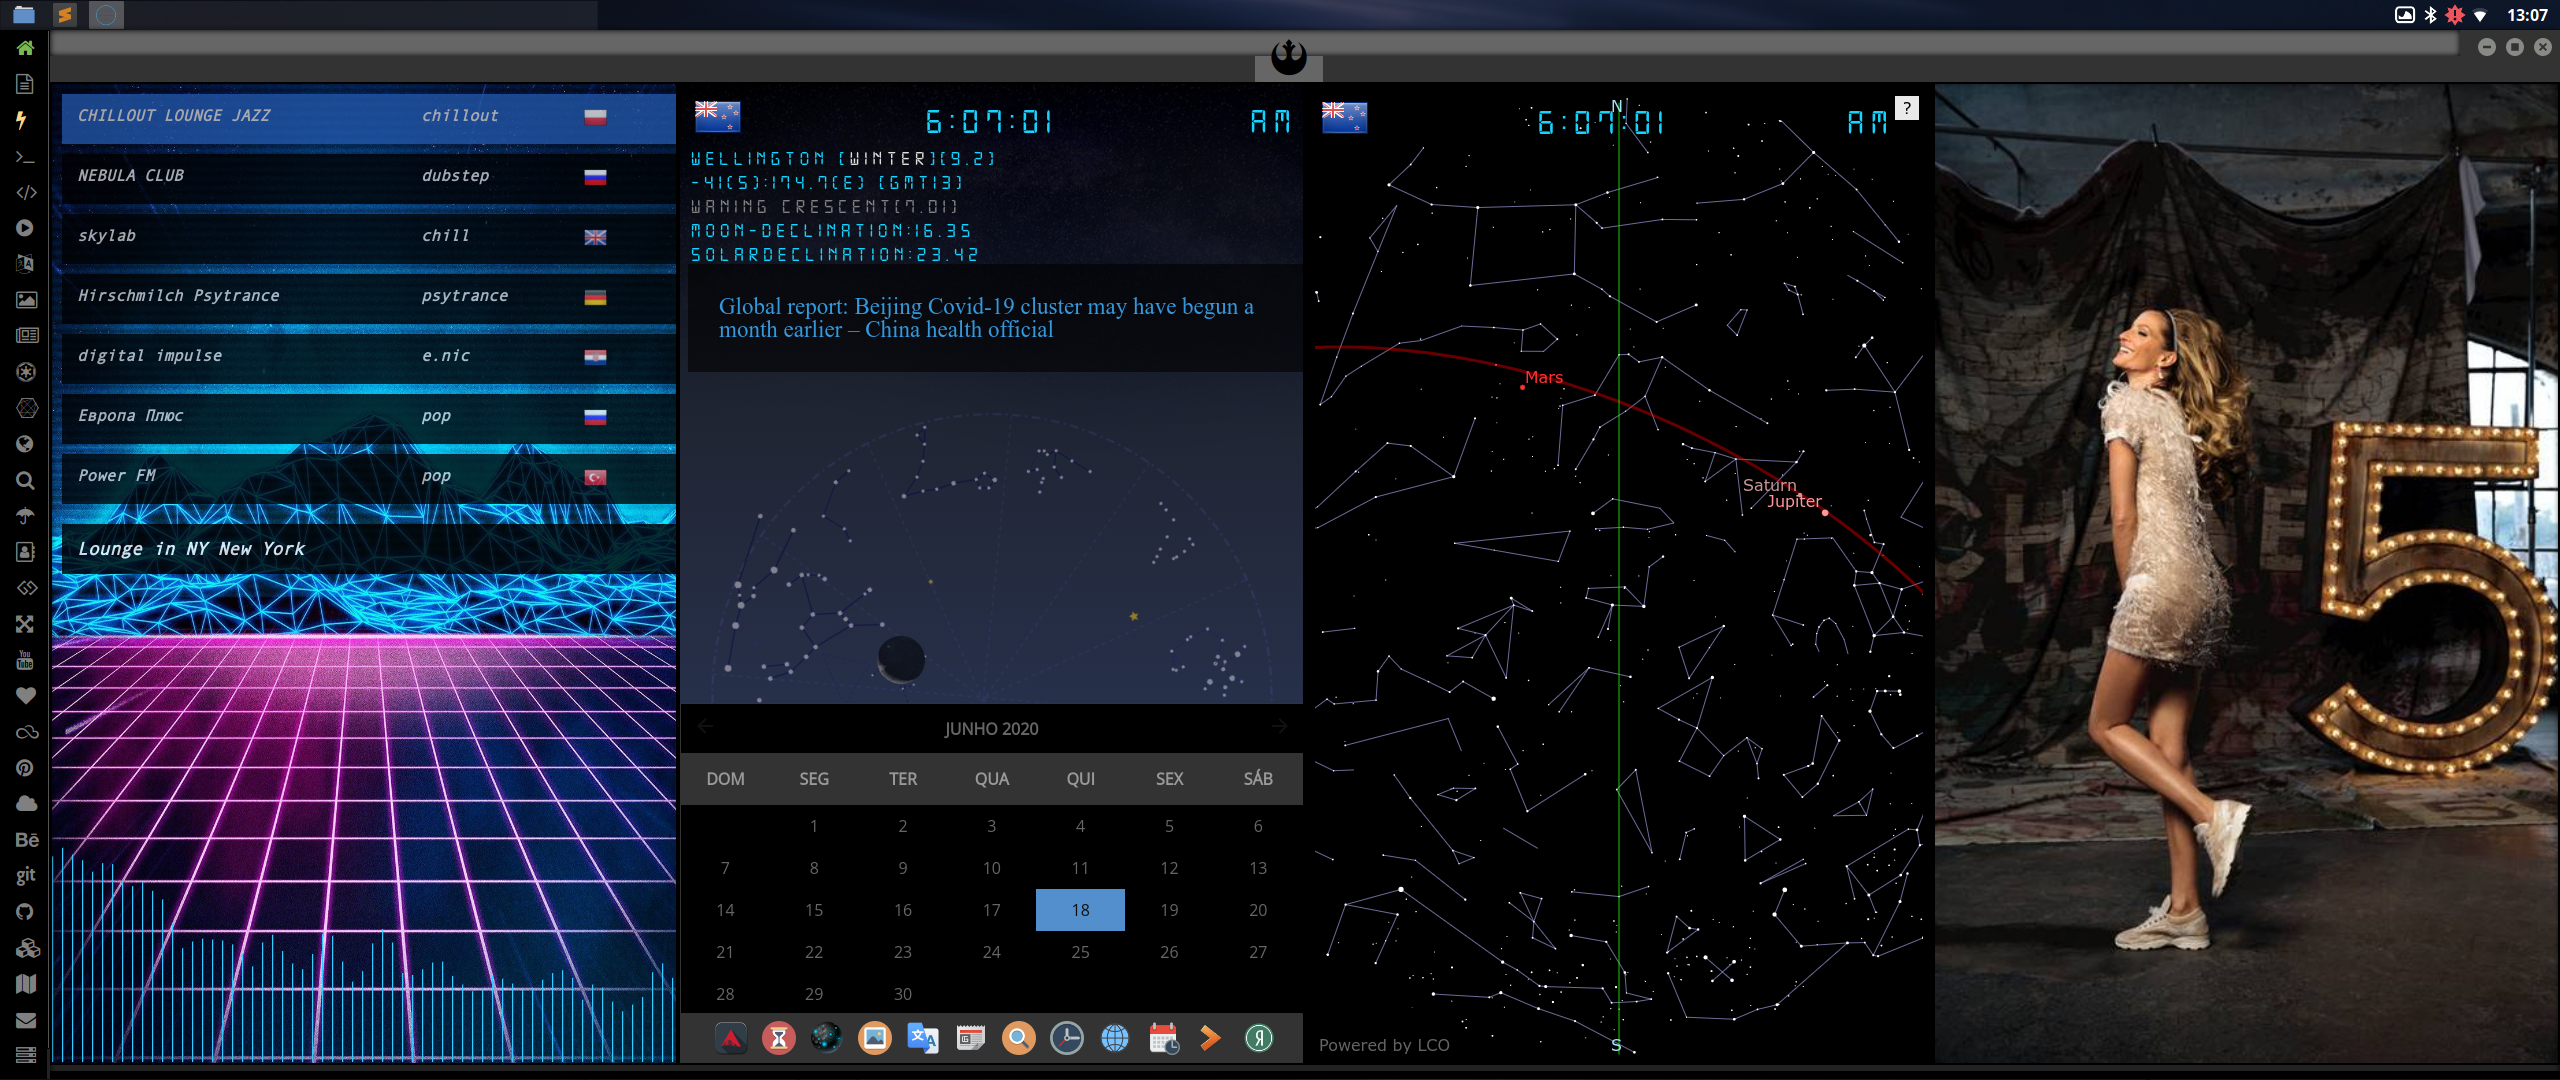 13:07
You
Tube
Bē
git
CHILLOUT LOUNGE JAZZ chillout
NEBULA CLUB dubstep
skylab chill
Hirschmilch Psytrance psytrance
digital impulse e.nic
Европа Плюс pop
Power FM pop
Lounge in NY New York
6:07:01 AM
WELLINGTON [WINTER][9.2]
-41(S):174.7(E) [GMT13]
WANING CRESCENT[7.01]
MOON-DECLINATION:16.35
SOLARDECLINATION:23.42
Global report: Beijing Covid-19 cluster may have begun a
month earlier – China health official
JUNHO 2020
DOM SEG TER QUA QUI SEX SÁB
1 2 3 4 5 6
7 8 9 10 11 12 13
14 15 16 17 18 19 20
21 22 23 24 25 26 27
28 29 30
6:07:01 AM
N
?
Mars
Saturn
Jupiter
S
Powered by LCO
5